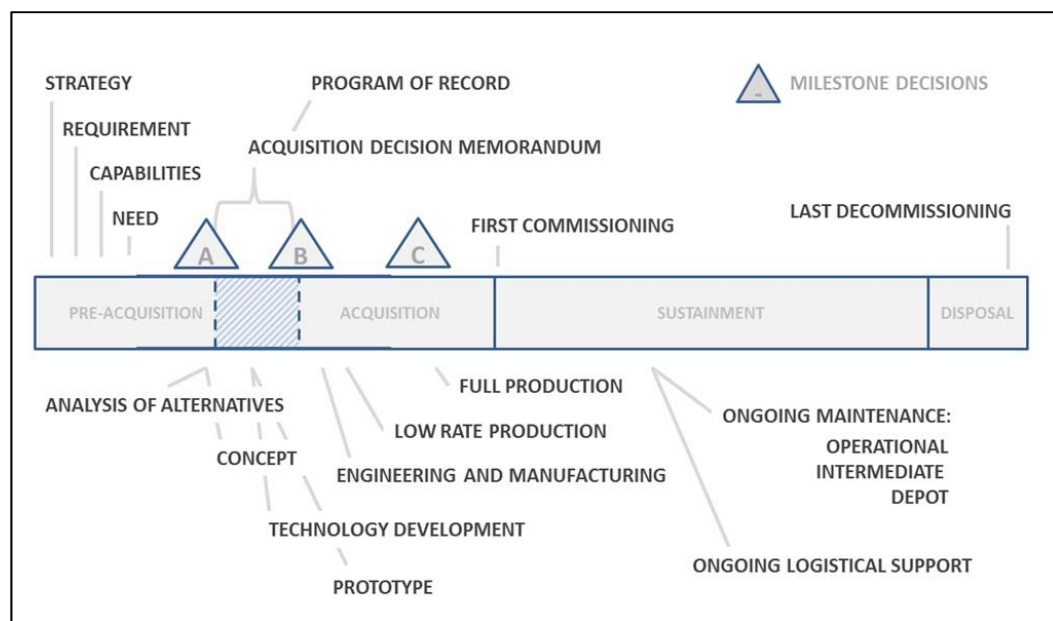 STRATEGY
PROGRAM OF RECORD
-
MILESTONE DECISIONS
REQUIREMENT
ACQUISITION DECISION MEMORANDUM
CAPABILITIES
NEED
FIRST COMMISSIONING
LAST DECOMMISSIONING
A
B
C
PRE-ACQUISITION
ACQUISITION
SUSTAINMENT
DISPOSAL
ANALYSIS OF ALTERNATIVES
FULL PRODUCTION
ONGOING MAINTENANCE:
OPERATIONAL
INTERMEDIATE
DEPOT
LOW RATE PRODUCTION
CONCEPT
ENGINEERING AND MANUFACTURING
TECHNOLOGY DEVELOPMENT
ONGOING LOGISTICAL SUPPORT
PROTOTYPE